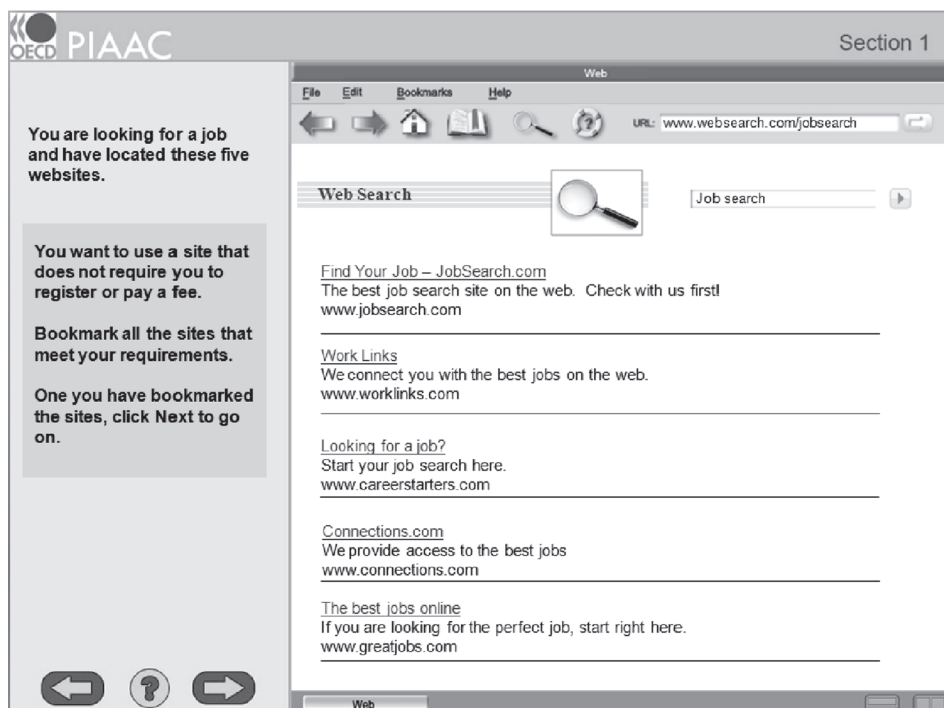 OECD PIAAC
Section 1
You are looking for a job
and have located these five
websites.
You want to use a site that
does not require you to
register or pay a fee.
Bookmark all the sites that
meet your requirements.
One you have bookmarked
the sites, click Next to go
on.
Web
File Edit Bookmarks Help
URL: www.websearch.com/jobsearch
Web Search
Job search
Find Your Job – JobSearch.com
The best job search site on the web. Check with us first!
www.jobsearch.com
Work Links
We connect you with the best jobs on the web.
www.worklinks.com
Looking for a job?
Start your job search here.
www.careerstarters.com
Connections.com
We provide access to the best jobs
www.connections.com
The best jobs online
If you are looking for the perfect job, start right here.
www.greatjobs.com
?
Web